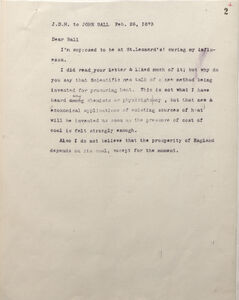 2
J.D.H. to JOHN BALL Feb. 26, 1873
Dear Ball
I'm supposed to be at St.Leonard's! during my influ-
enza.
I did read your letter & liked much of it; but why do
you say that Scientific men talk of a new method being
invented for procuring heat. This is not what I have
heard among chemists or physicists, but that new &
economical applications of existing sources of heat
will be invented as soon as the pressure of cost of
coal is felt strongly enough.
Also I do not believe that the prosperity of England
depends on its coal, except for the moment.